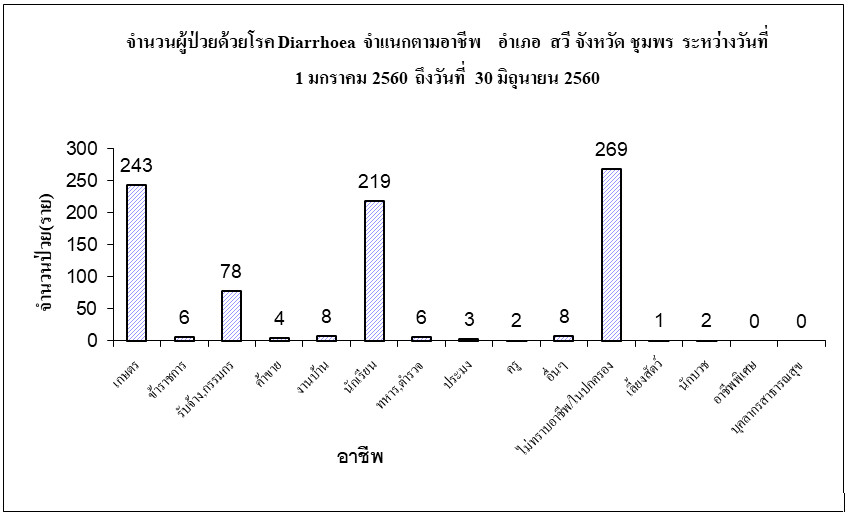 จำนวนผู้ป่วยด้วยโรค Diarrhoea จำแนกตามอาชีพ อำเภอ สวี จังหวัด ชุมพร ระหว่างวันที่
1 มกราคม 2560 ถึงวันที่ 30 มิถุนายน 2560
จำนวนป่วย(ราย)
300
250
200
150
100
50
0
243
6
78
4
8
219
6
3
2
8
269
1
2
0
0
เกษตร
ข้าราชการ
รับจ้าง,กรรมกร
ค้าขาย
งานบ้าน
นักเรียน
ทหาร,ตำรวจ
ประมง
ครู
อื่นๆ
ไม่ทราบอาชีพ/ในปกครอง
เลี้ยงสัตว์
นักบวช
อาชีพพิเศษ
บุคลากรสาธารณสุข
อาชีพ